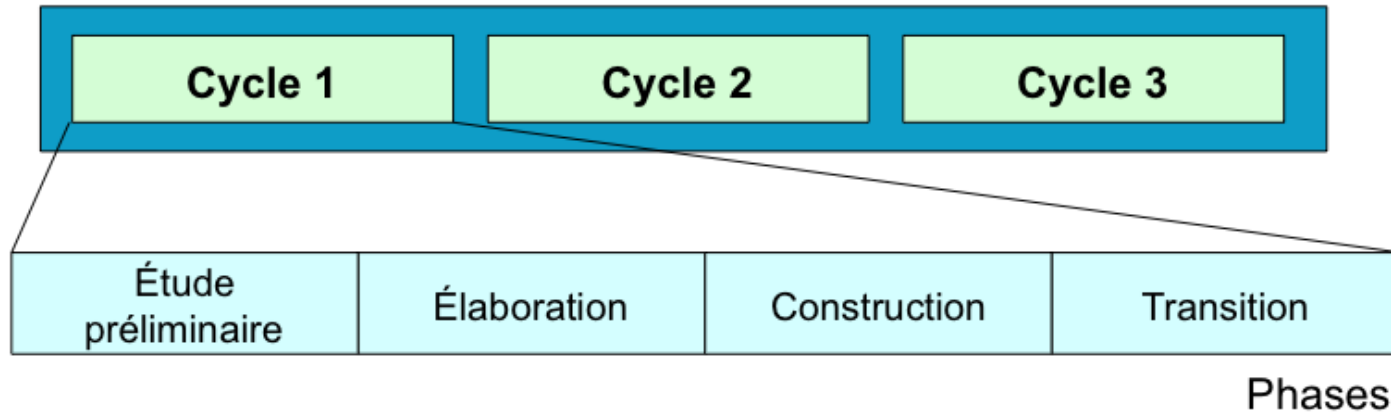 Cycle 1
Cycle 2
Cycle 3
Étude
préliminaire
Élaboration
Construction
Transition
Phases